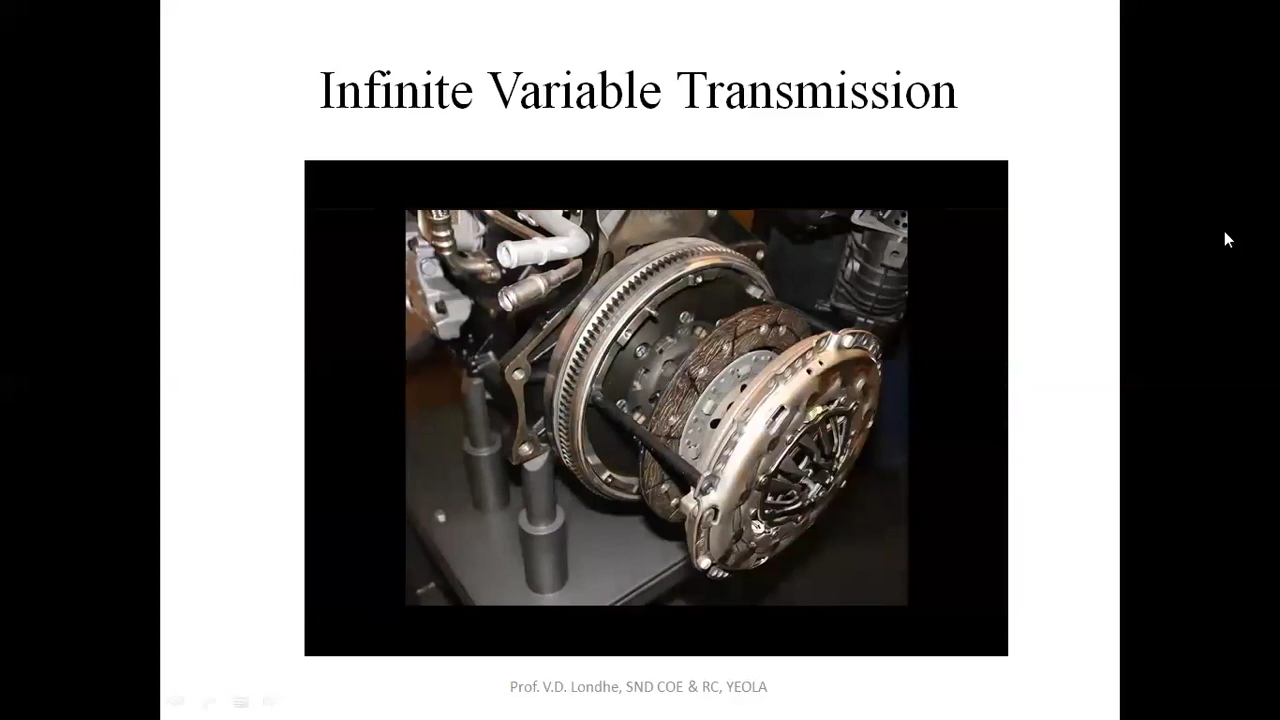 Infinite Variable Transmission
Prof. V.D. Londhe, SND COE & RC, YEOLA